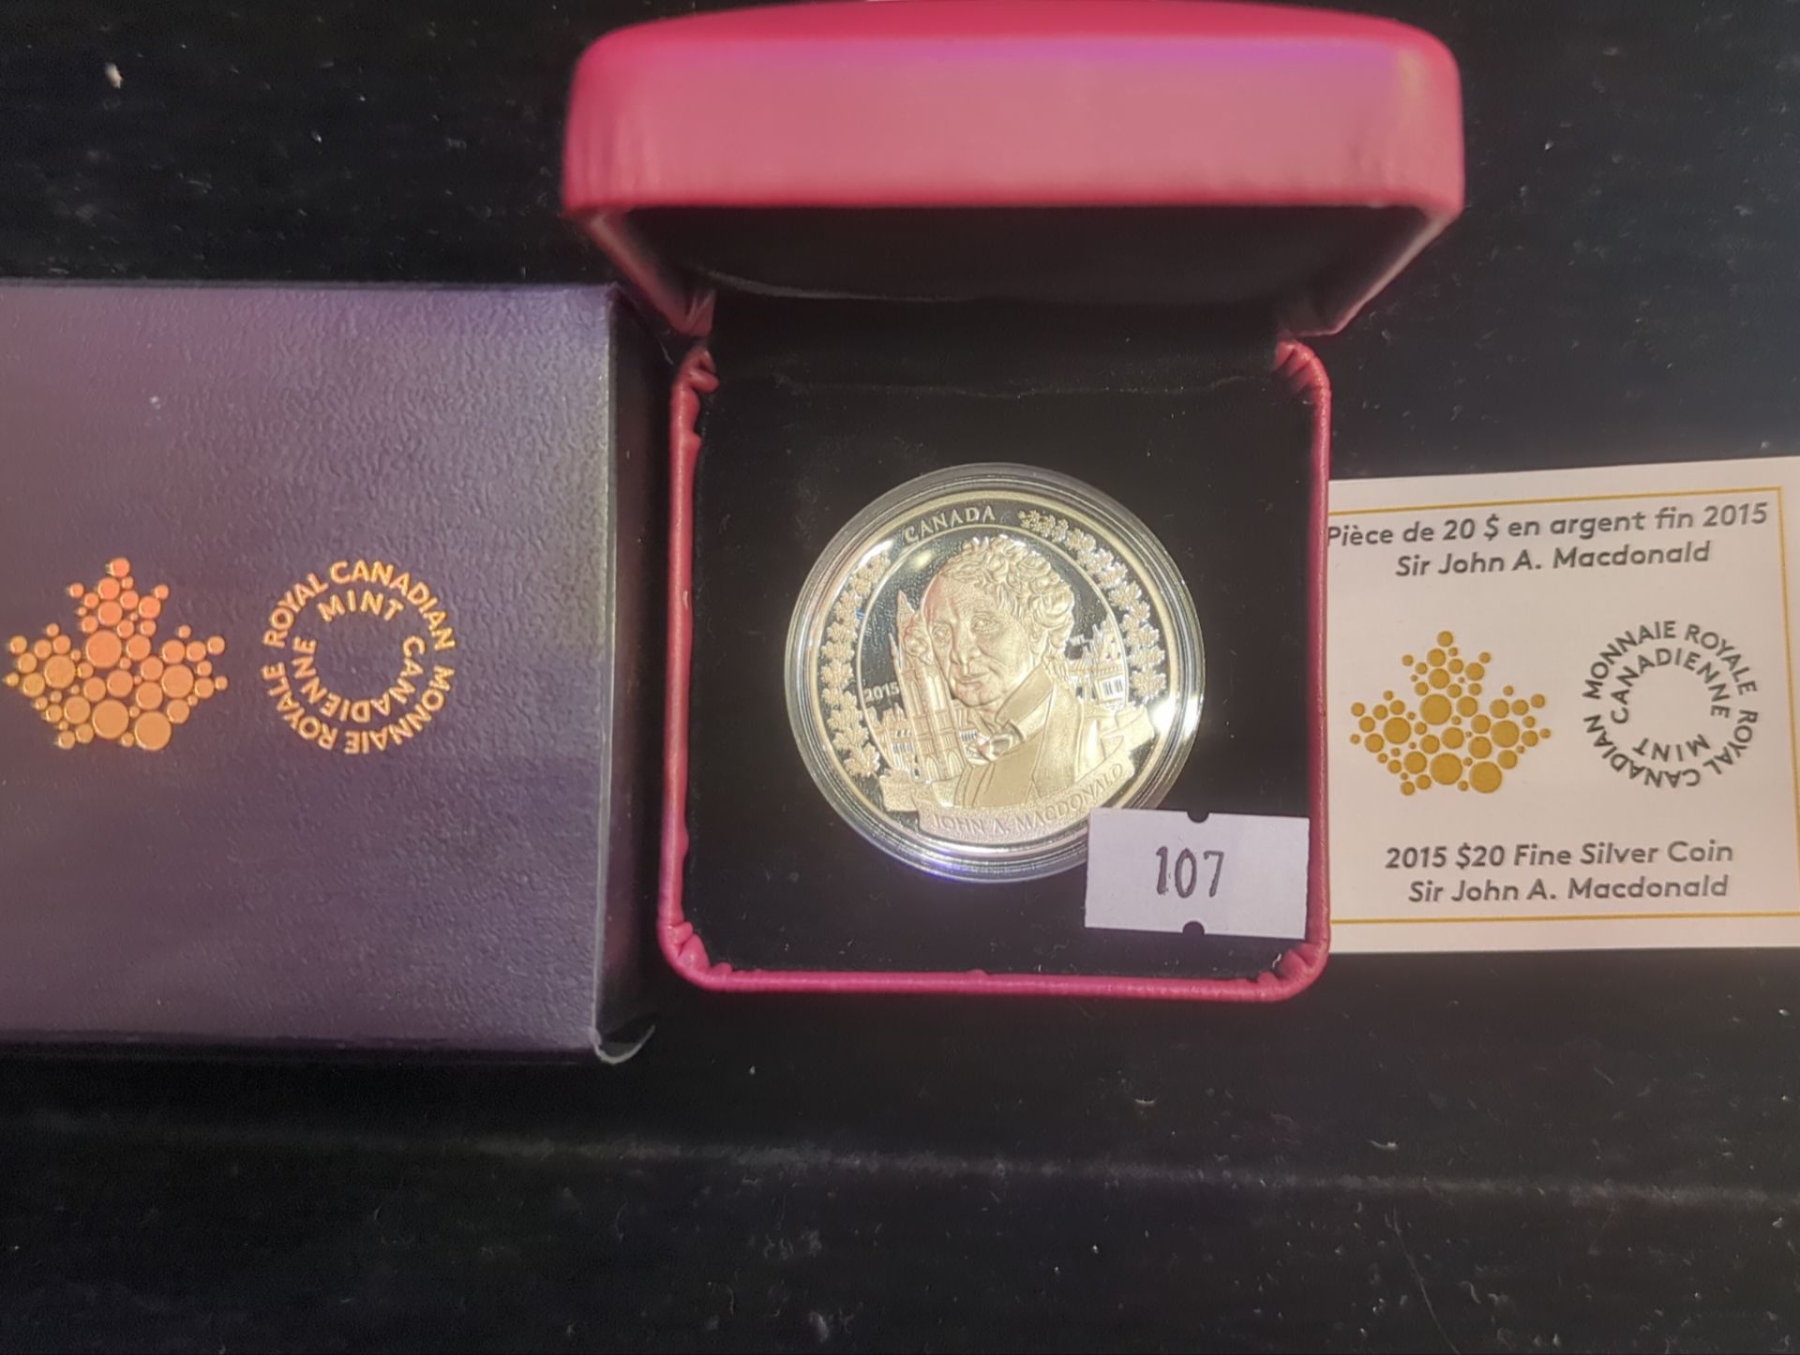 ROYAL CANADIAN MINT
MONNAIE ROYALE CANADIENNE
CANADA
2015
JOHN A. MACDONALD
107
Pièce de 20 $ en argent fin 2015
Sir John A. Macdonald
MONNAIE ROYALE CANADIENNE
ROYAL CANADIAN MINT
2015 $20 Fine Silver Coin
Sir John A. Macdonald